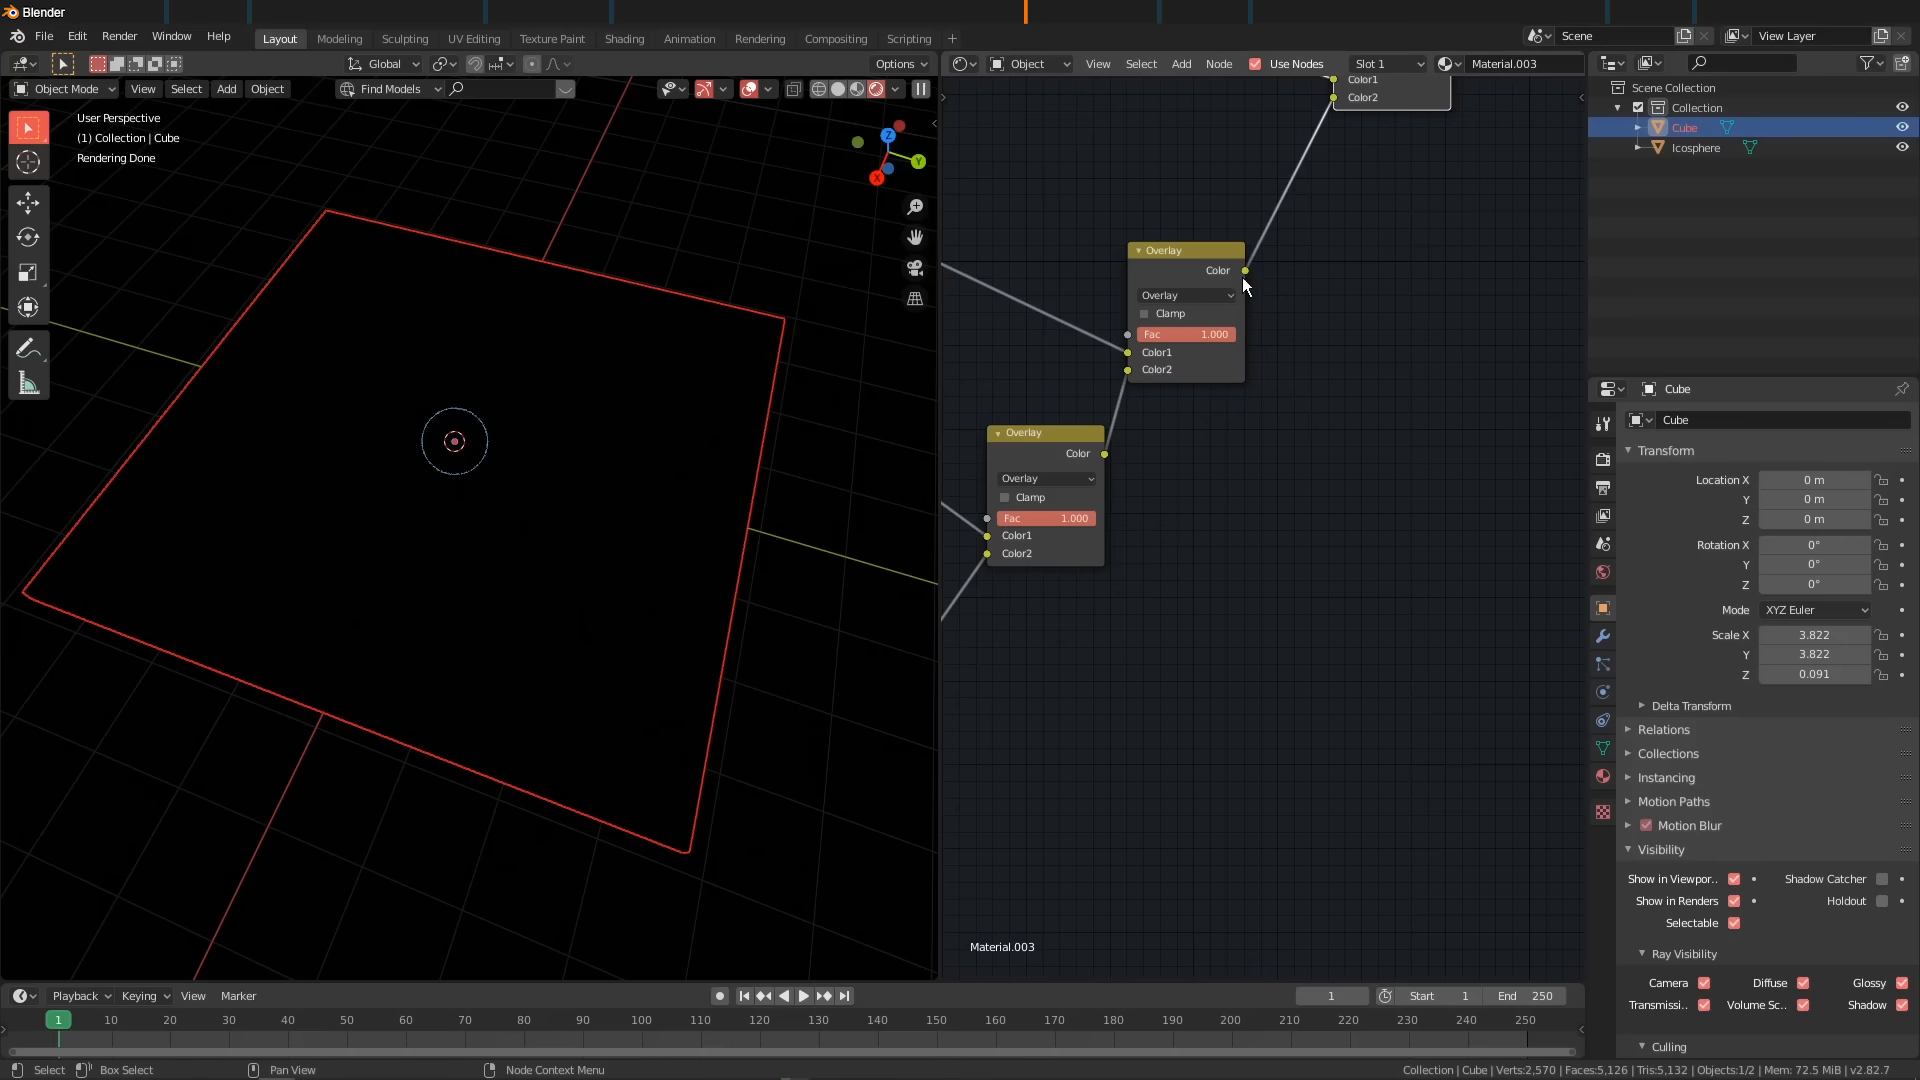 Blender
File Edit Render Window Help
Layout Modeling Sculpting UV Editing Texture Paint Shading Animation Rendering Compositing Scripting +
Scene
View Layer
Global
Options
Object View Select Add Node Use Nodes Slot 1 Material.003
Object Mode View Select Add Object Find Models
User Perspective
(1) Collection | Cube
Rendering Done
Z
Y
X
Color1
Color2
Overlay
Color
Overlay
Clamp
Fac 1.000
Color1
Color2
Overlay
Color
Overlay
Clamp
Fac 1.000
Color1
Color2
Material.003
Scene Collection
Collection
Cube
Icosphere
Cube
Cube
Transform
Location X 0 m
Y 0 m
Z 0 m
Rotation X 0°
Y 0°
Z 0°
Mode XYZ Euler
Scale X 3.822
Y 3.822
Z 0.091
Delta Transform
Relations
Collections
Instancing
Motion Paths
Motion Blur
Visibility
Show in Viewpor.. Shadow Catcher
Show in Renders Holdout
Selectable
Ray Visibility
Camera Diffuse Glossy
Transmissi.. Volume Sc.. Shadow
Culling
Playback Keying View Marker
1 Start 1 End 250
1 10 20 30 40 50 60 70 80 90 100 110 120 130 140 150 160 170 180 190 200 210 220 230 240 250
Select Box Select Pan View Node Context Menu
Collection | Cube | Verts:2,570 | Faces:5,126 | Tris:5,132 | Objects:1/2 | Mem: 72.5 MiB | v2.82.7